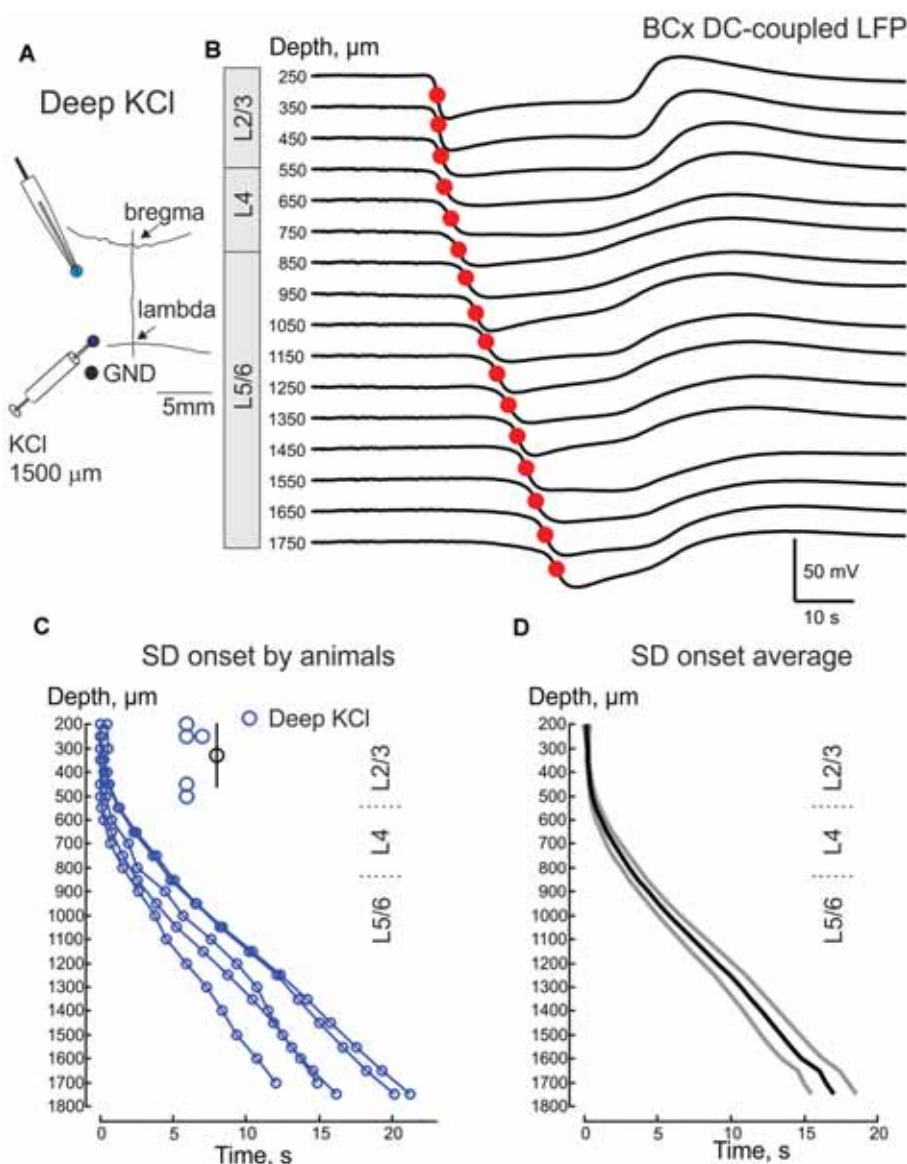 A
Deep KCl
bregma
lambda
GND
5mm
KCl
1500 µm
B
Depth, µm
BCx DC-coupled LFP
L2/3
L4
L5/6
250
350
450
550
650
750
850
950
1050
1150
1250
1350
1450
1550
1650
1750
50 mV
10 s
C
SD onset by animals
Depth, µm
200
300
400
500
600
700
800
900
1000
1100
1200
1300
1400
1500
1600
1700
1800
Deep KCl
L2/3
L4
L5/6
0
5
10
15
20
Time, s
D
SD onset average
Depth, µm
200
300
400
500
600
700
800
900
1000
1100
1200
1300
1400
1500
1600
1700
1800
L2/3
L4
L5/6
0
5
10
15
20
Time, s